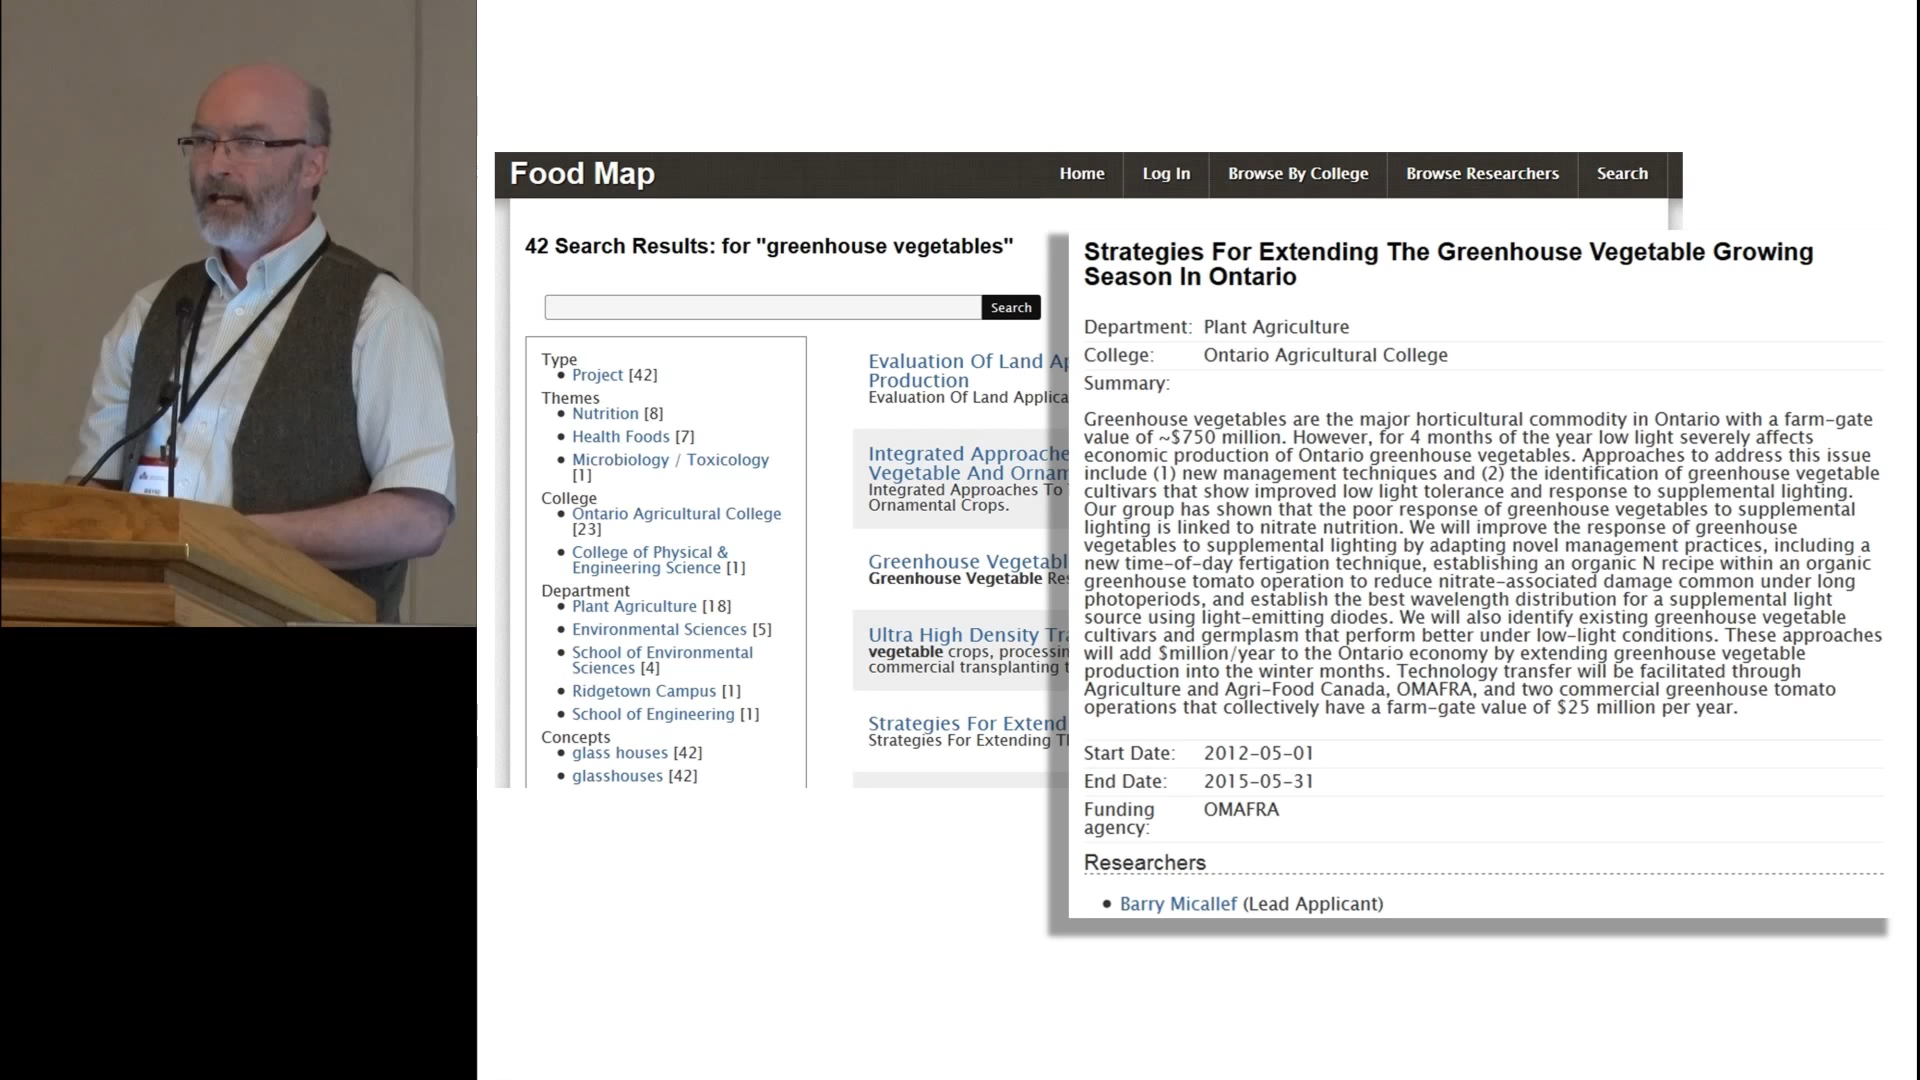 Food Map
Home
Log In
Browse By College
Browse Researchers
Search
42 Search Results: for "greenhouse vegetables"
Search
Type
Project [42]
Themes
Nutrition [8]
Health Foods [7]
Microbiology / Toxicology
[1]
College
Ontario Agricultural College
[23]
College of Physical &
Engineering Science [1]
Department
Plant Agriculture [18]
Environmental Sciences [5]
School of Environmental
Sciences [4]
Ridgetown Campus [1]
School of Engineering [1]
Concepts
glass houses [42]
glasshouses [42]
Evaluation Of Land
Production
Evaluation Of Land
Integrated
Vegetable And
Integrated Approaches To
Ornamental Crops.
Greenhouse
Greenhouse Vegetable
Ultra High Density
vegetable crops,
commercial transplanting
Strategies For
Strategies For Extending
Strategies For Extending The Greenhouse Vegetable Growing
Season In Ontario
Department: Plant Agriculture
College: Ontario Agricultural College
Summary:
Greenhouse vegetables are the major horticultural commodity in Ontario with a farm-gate
value of ~$750 million. However, for 4 months of the year low light severely affects
economic production of Ontario greenhouse vegetables. Approaches to address this issue
include (1) new management techniques and (2) the identification of greenhouse vegetable
cultivars that show improved low light tolerance and response to supplemental lighting.
Our group has shown that the poor response of greenhouse vegetables to supplemental
lighting is linked to nitrate nutrition. We will improve the response of greenhouse
vegetables to supplemental lighting by adapting novel management practices, including a
new time-of-day fertigation technique, establishing an organic N recipe within an organic
greenhouse tomato operation to reduce nitrate-associated damage common under long
photoperiods, and establish the best wavelength distribution for a supplemental light
source using light-emitting diodes. We will also identify existing greenhouse vegetable
cultivars and germplasm that perform better under low-light conditions. These approaches
will add $million/year to the Ontario economy by extending greenhouse vegetable
production into the winter months. Technology transfer will be facilitated through
Agriculture and Agri-Food Canada, OMAFRA, and two commercial greenhouse tomato
operations that collectively have a farm-gate value of $25 million per year.
Start Date: 2012-05-01
End Date: 2015-05-31
Funding OMAFRA
agency:
Researchers
Barry Micallef (Lead Applicant)